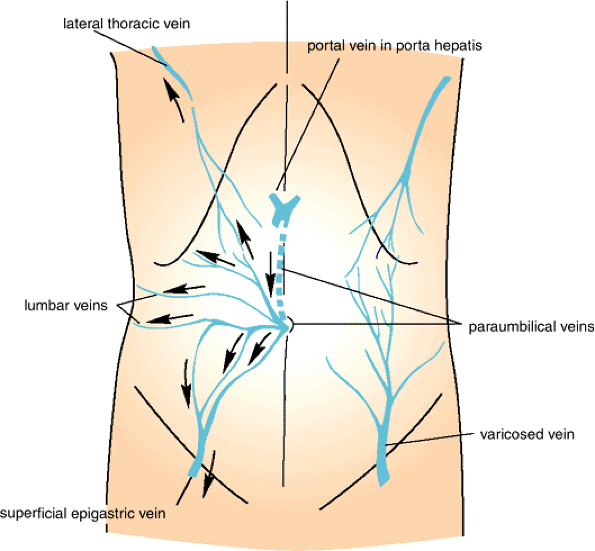 lateral thoracic vein
portal vein in porta hepatis
lumbar veins
paraumbilical veins
varicosed vein
superficial epigastric vein